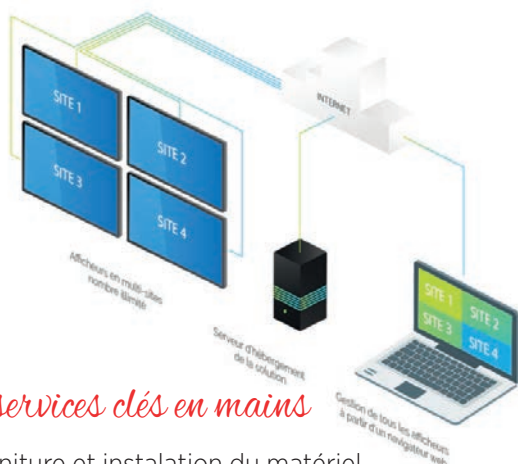 SITE 1
SITE 2
SITE 3
SITE 4
INTERNET
Afficheurs en multi-sites
nombre illimité
Serveur d'hébergement
de la solution
SITE 1
SITE 2
SITE 3
SITE 4
Gestion de tous les afficheurs
à partir d'un navigateur web
services clés en mains
niture et instalation du matériel